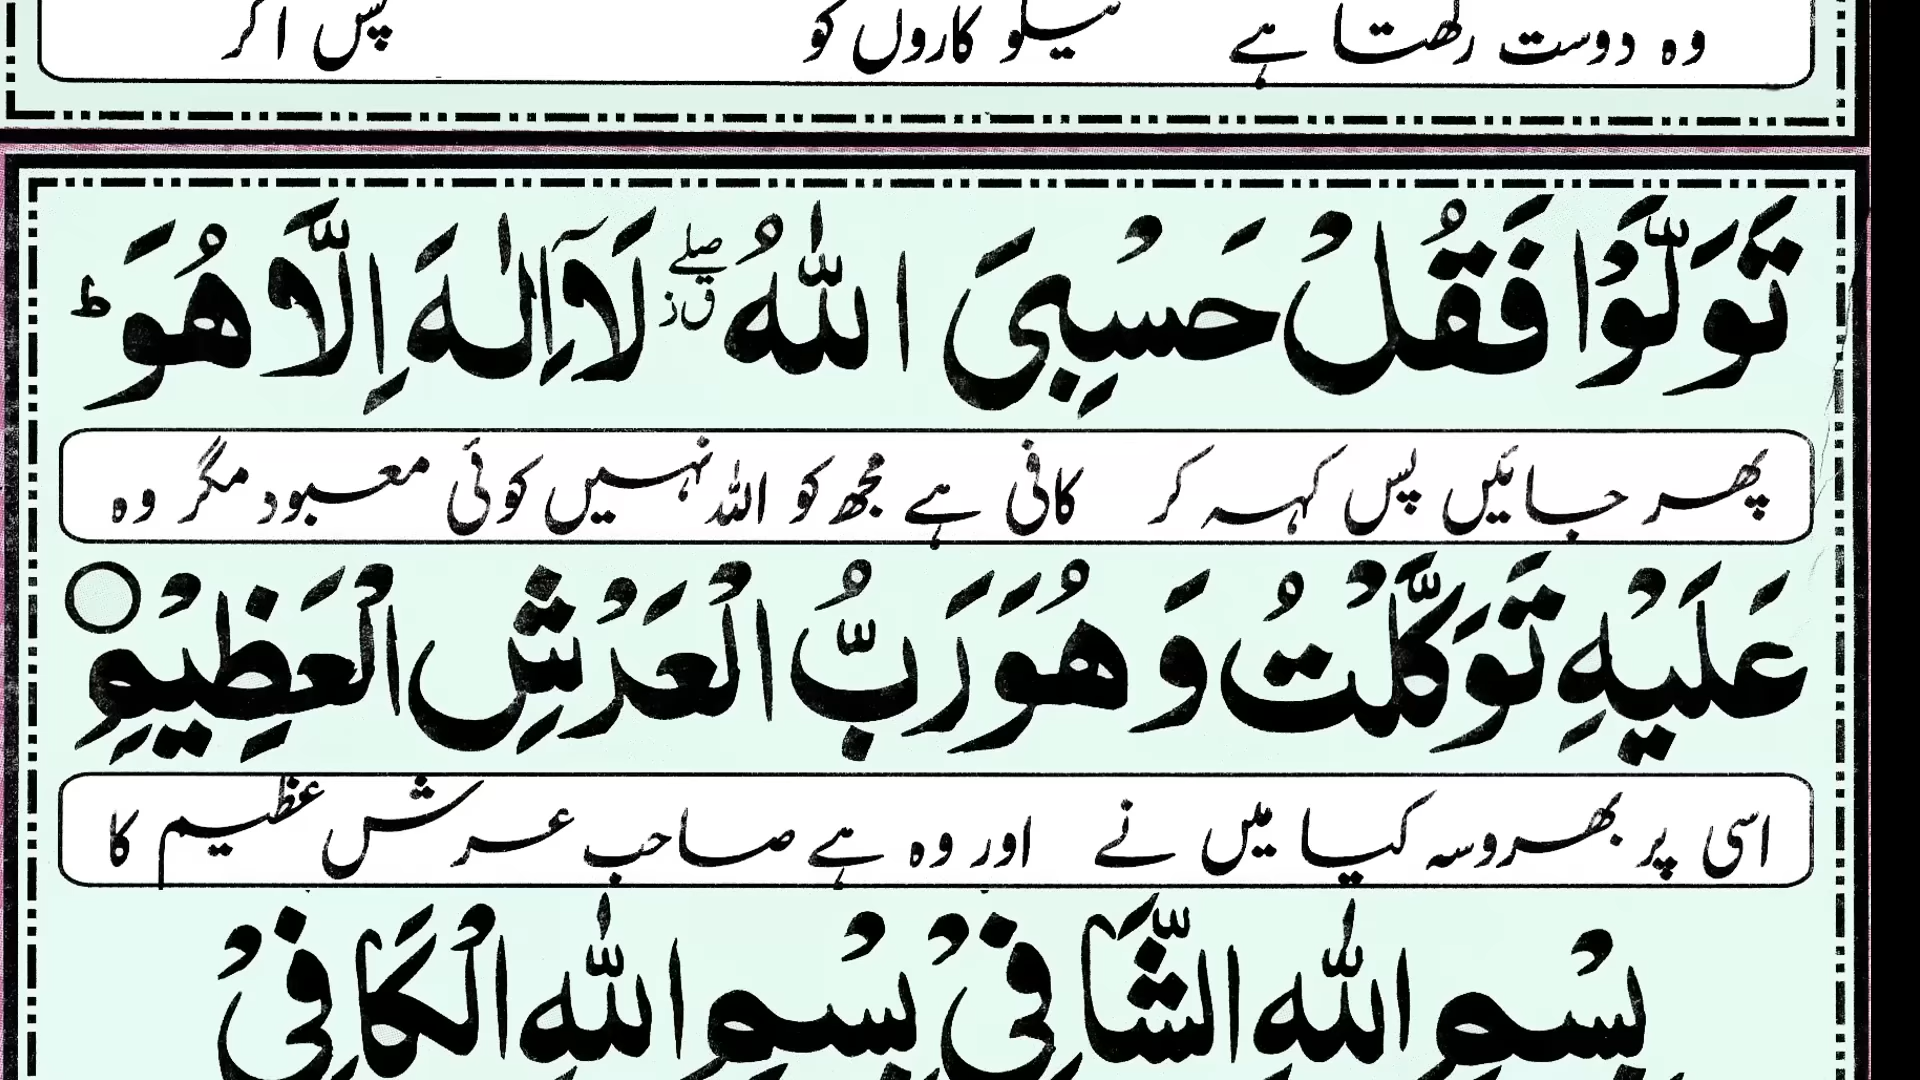 وہ دوست رکھتا ہے نیکو کاروں کو پس اگر
تَوَلَّوْا فَقُلْ حَسْبِیَ اللّٰهُ صلے ق ز لَاۤ اِلٰهَ اِلَّا هُوَ ط
پھر جائیں پس کہہ کر کافی ہے مجھ کو اللہ نہیں کوئی معبود مگر وہ
عَلَیْهِ تَوَكَّلْتُ وَ هُوَ رَبُّ الْعَرْشِ الْعَظِیْمِ
اسی پر بھروسہ کیا میں نے اور وہ ہے صاحب عرش عظیم کا
بِسْمِ اللّٰهِ الشَّافِیْ بِسْمِ اللّٰهِ الْكَافِیْ